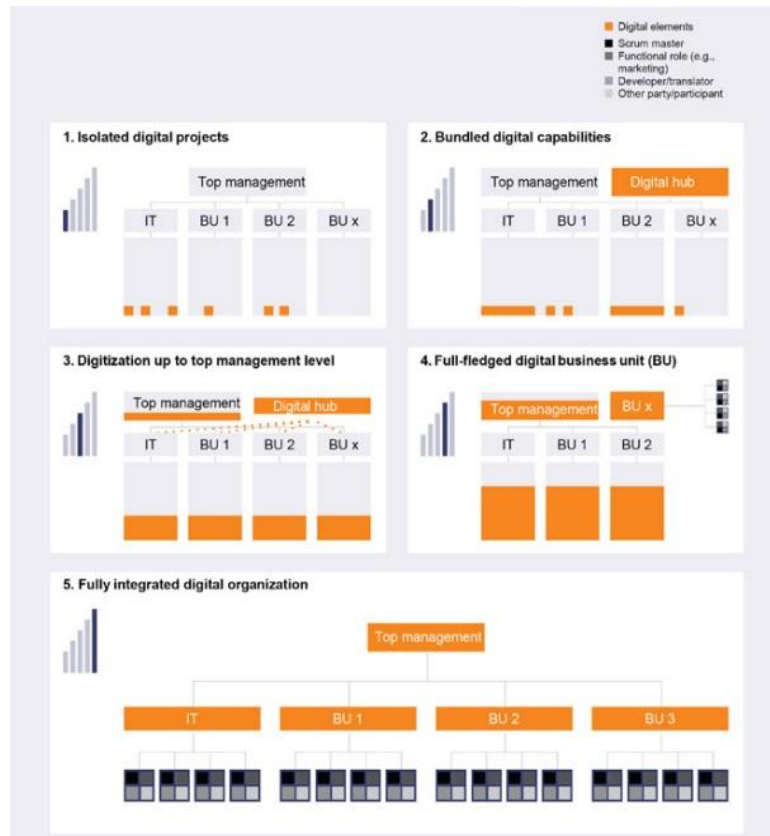 Digital elements
Scrum master
Functional role (e.g.,
marketing)
Developer/translator
Other party/participant
1. Isolated digital projects
Top management
IT BU 1 BU 2 BU x
2. Bundled digital capabilities
Top management Digital hub
IT BU 1 BU 2 BU x
3. Digitization up to top management level
Top management Digital hub
IT BU 1 BU 2 BU x
4. Full-fledged digital business unit (BU)
Top management BU x
IT BU 1 BU 2
5. Fully integrated digital organization
Top management
IT BU 1 BU 2 BU 3